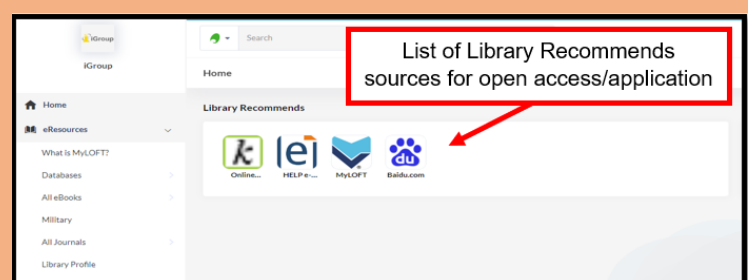 iGroup
iGroup
Home
eResources
What is MyLOFT?
Databases
All eBooks
Military
All Journals
Library Profile
Search
Home
Library Recommends
k
Online...
[e]
HELP e-...
MyLOFT
du
Baidu.com
List of Library Recommends
sources for open access/application